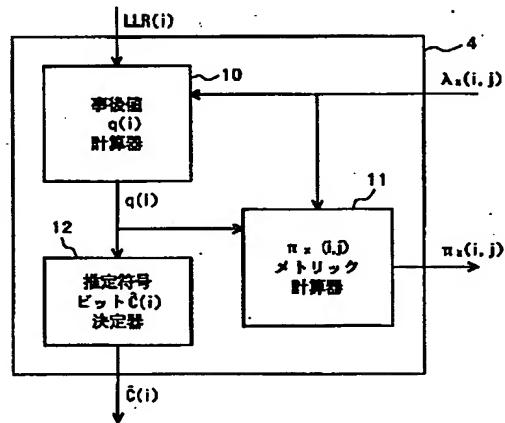 LLR(i)
4
10
λx(i,j)
事後値
q(i)
計算器
11
q(i)
12
πx (i,j)
メトリック
計算器
πx(i,j)
推定符号
ビットĈ(i)
決定器
Ĉ(i)